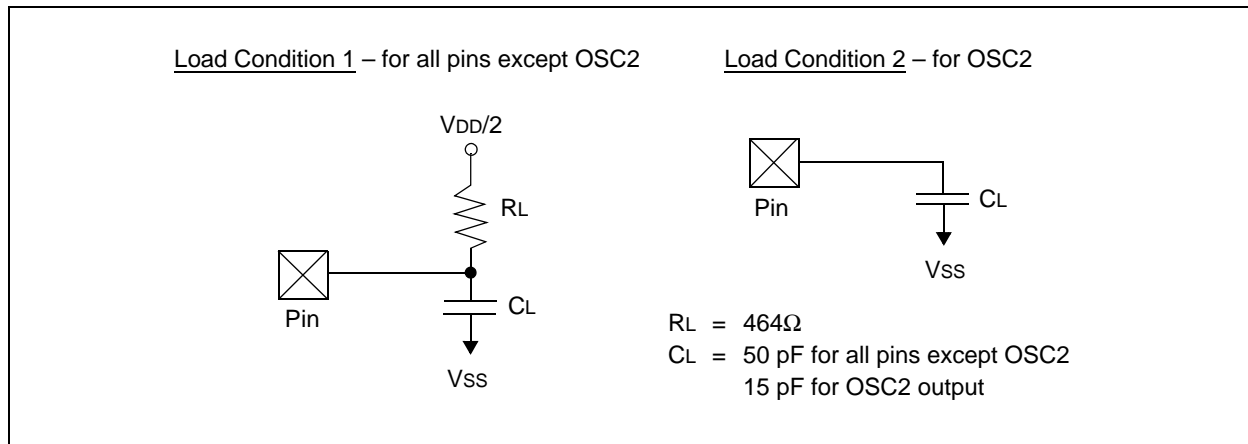 Load Condition 1 – for all pins except OSC2
VDD/2
RL
Pin
CL
VSS
Load Condition 2 – for OSC2
Pin
CL
VSS
RL = 464Ω
CL = 50 pF for all pins except OSC2
15 pF for OSC2 output